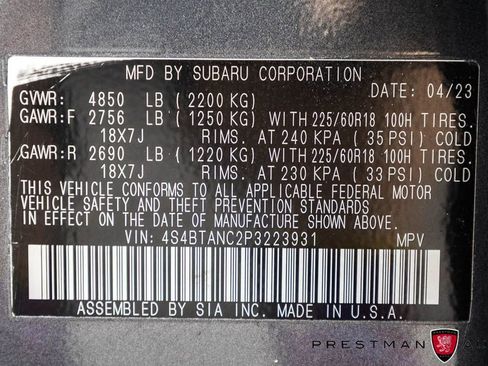 MFD BY SUBARU CORPORATION
DATE: 04/23
GVWR: 4850 LB (2200 KG)
GAWR:F 2756 LB (1250 KG) WITH 225/60R18 100H TIRES.
18X7J RIMS. AT 240 KPA (35 PSI) COLD
GAWR:R 2690 LB (1220 KG) WITH 225/60R18 100H TIRES.
18X7J RIMS. AT 230 KPA (33 PSI) COLD
THIS VEHICLE CONFORMS TO ALL APPLICABLE FEDERAL MOTOR
VEHICLE SAFETY AND THEFT PREVENTION STANDARDS
IN EFFECT ON THE DATE OF MANUFACTURE SHOWN ABOVE.
VIN: 4S4BTANC2P3223931 MPV
ASSEMBLED BY SIA INC. MADE IN U.S.A.
PRESTMAN